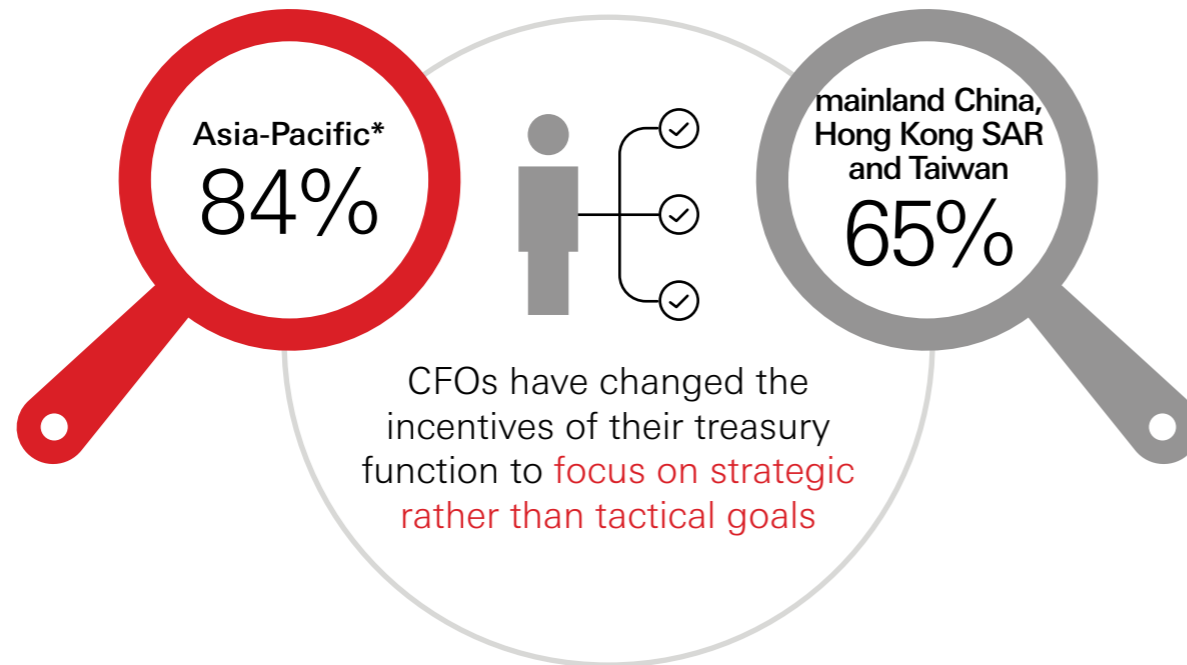 Asia-Pacific*
84%
mainland China,
Hong Kong SAR
and Taiwan
65%
CFOs have changed the
incentives of their treasury
function to focus on strategic
rather than tactical goals